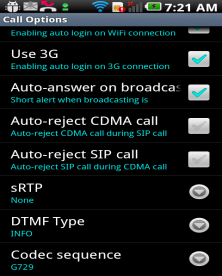 7:21 AM
Call Options
Enabling auto login on WiFi connection
Use 3G
Enabling auto login on 3G connection
Auto-answer on broadcas
Short alert when broadcasting is
Auto-reject CDMA call
Auto-reject CDMA call during SIP call
Auto-reject SIP call
Auto-reject SIP call during CDMA call
sRTP
None
DTMF Type
INFO
Codec sequence
G729